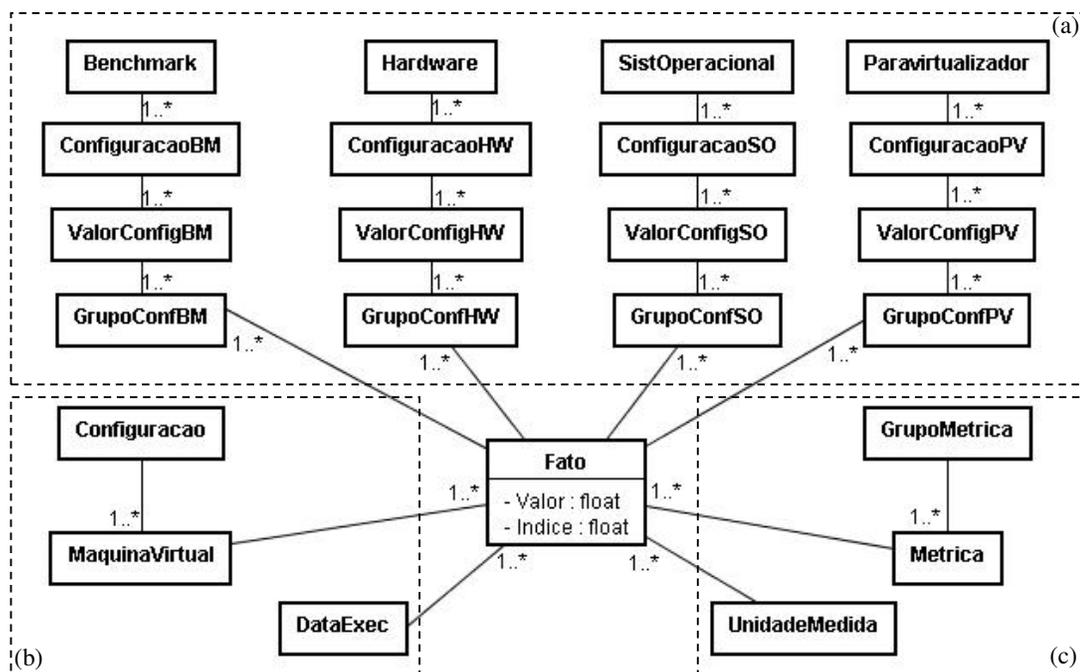 (a)
Benchmark
Hardware
SistOperacional
Paravirtualizador
1..*
1..*
1..*
1..*
ConfiguracaoBM
ConfiguracaoHW
ConfiguracaoSO
ConfiguracaoPV
1..*
1..*
1..*
1..*
ValorConfigBM
ValorConfigHW
ValorConfigSO
ValorConfigPV
1..*
1..*
1..*
1..*
GrupoConfBM
GrupoConfHW
GrupoConfSO
GrupoConfPV
1..*
1..*
1..*
1..*
Configuracao
GrupoMetrica
Fato
- Valor : float
- Indice : float
1..*
1..*
1..*
1..*
MaquinaVirtual
Metrica
1..*
1..*
DataExec
UnidadeMedida
(b)
(c)